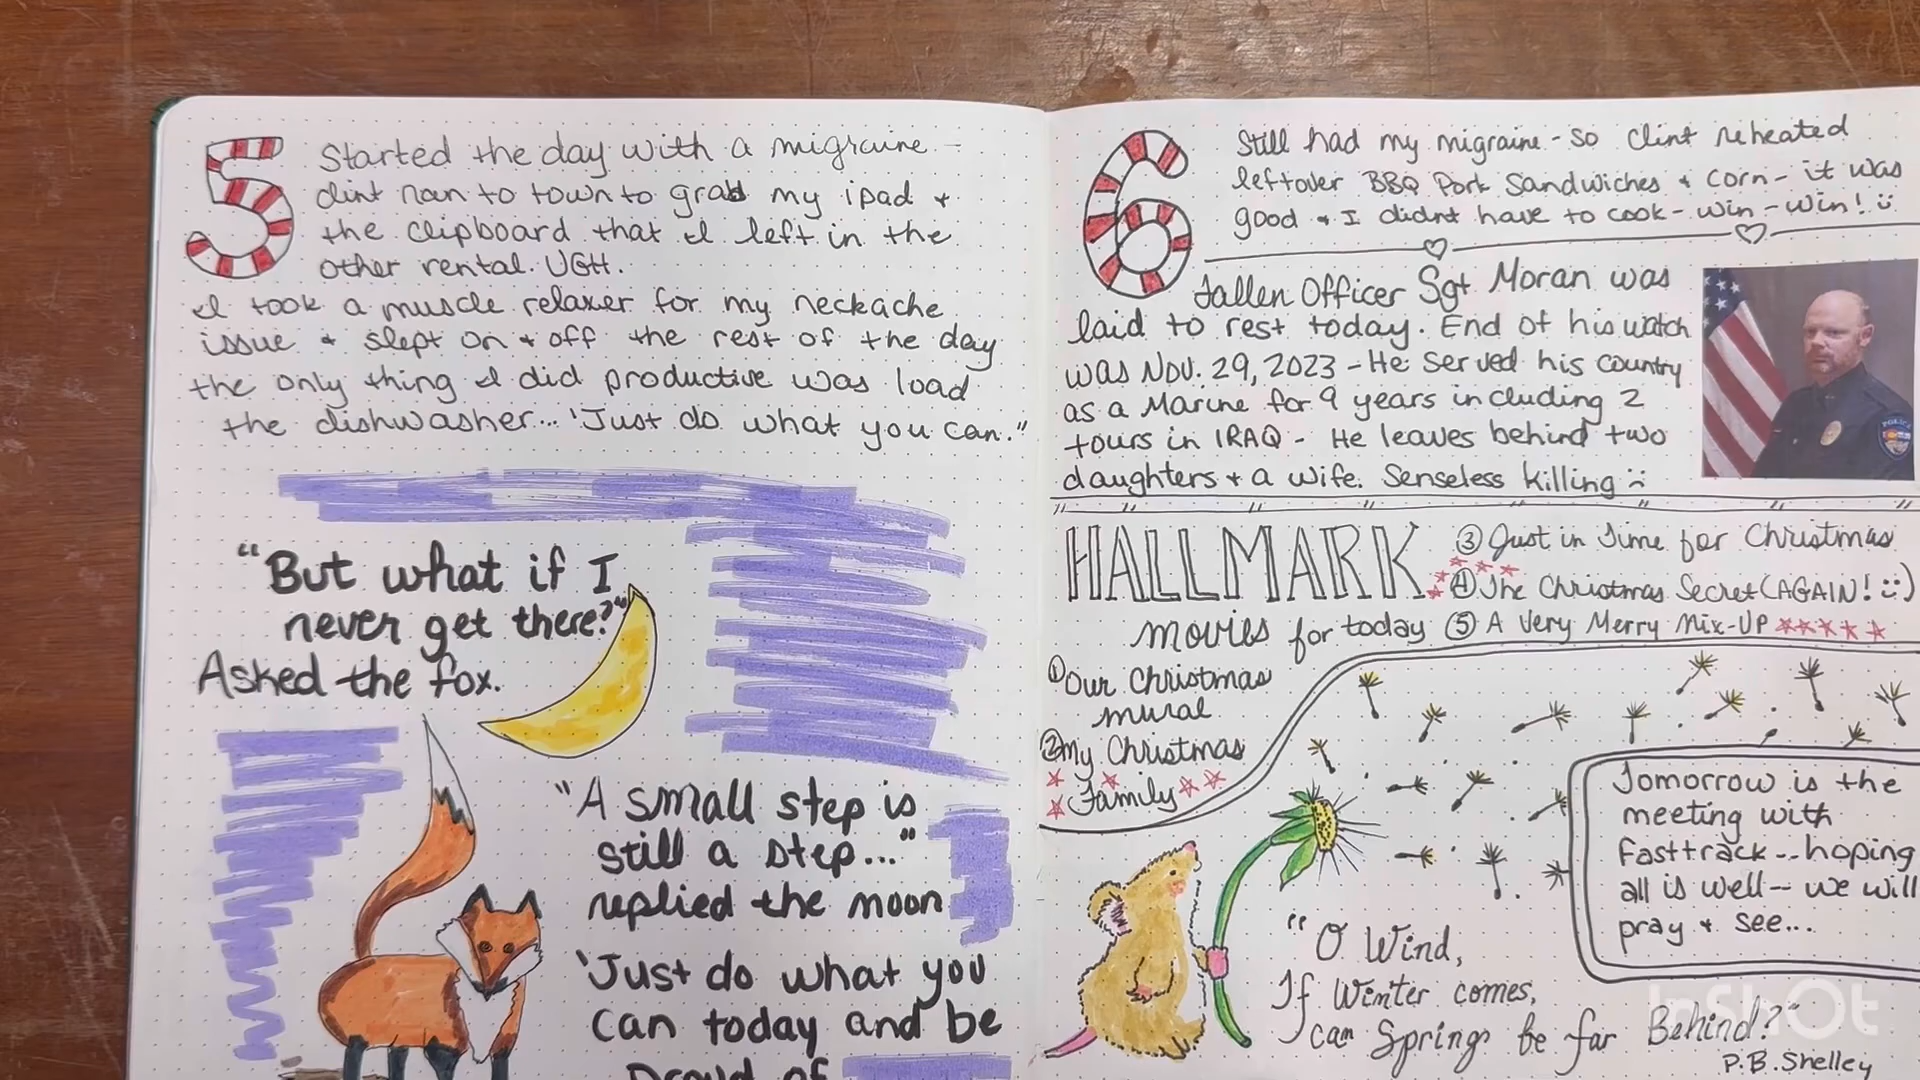 5
Started the day with a migraine -
clint ran to town to grab my ipad +
the clipboard that I left in the
other rental. UGH.
I took a muscle relaxer for my neckache
issue + slept on + off the rest of the day
the only thing I did productive was load
the dishwasher... 'Just do what you can."
"But what if I
never get there?"
Asked the fox.
"A small step is
still a step..."
replied the moon
'Just do what you
can today and be
Proud of
6
Still had my migraine - so Clint reheated
leftover BBQ Pork Sandwiches + corn - it was
good + I didnt have to cook - win - win! :)
Fallen Officer Sgt Moran was
laid to rest today. End of his watch
was Nov. 29, 2023 - He served his country
as a Marine for 9 years including 2
tours in IRAQ - He leaves behind two
daughters + a wife. Senseless killing :(
POLICE
HALLMARK
movies for today
① Our Christmas
mural
② My Christmas
Family
③ Just in Time for Christmas
④ The Christmas Secret (AGAIN! :))
⑤ A Very Merry Mix-UP
Tomorrow is the
meeting with
Fasttrack -- hoping
all is well -- we will
pray + see...
"O Wind,
If Winter comes,
can Spring be far Behind?"
P.B. Shelley
InShOt